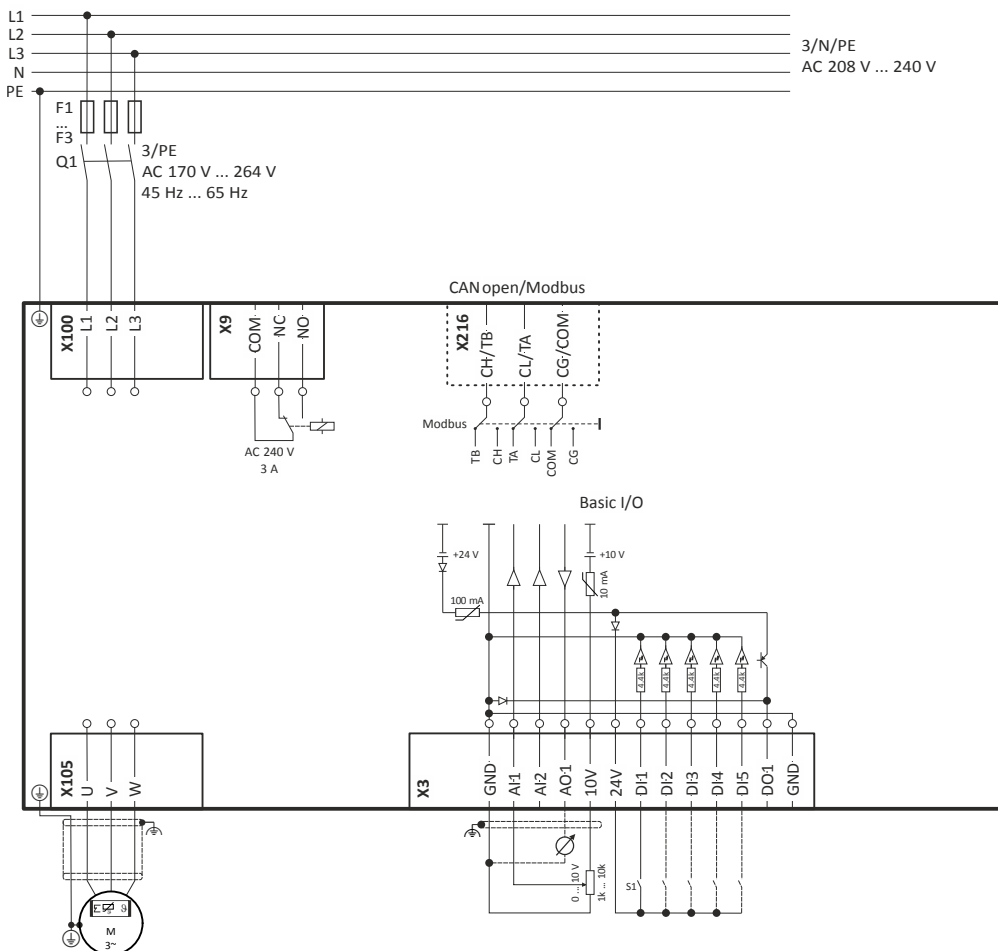 L1
L2
L3
N
PE
3/N/PE
AC 208 V ... 240 V
F1
...
F3
Q1
3/PE
AC 170 V ... 264 V
45 Hz ... 65 Hz
CANopen/Modbus
X100
L1
L2
L3
X9
COM
NC
NO
X216
CH/TB
CL/TA
CG/COM
Modbus
TB
CH
TA
CL
COM
CG
AC 240 V
3 A
Basic I/O
+24 V
+10 V
100 mA
10 mA
4.4k
4.4k
4.4k
4.4k
4.4k
X105
U
V
W
X3
GND
AI1
AI2
AO1
10V
24V
DI1
DI2
DI3
DI4
DI5
DO1
GND
0 ... 10 V
1k ... 10k
S1
M
3~
ϑ